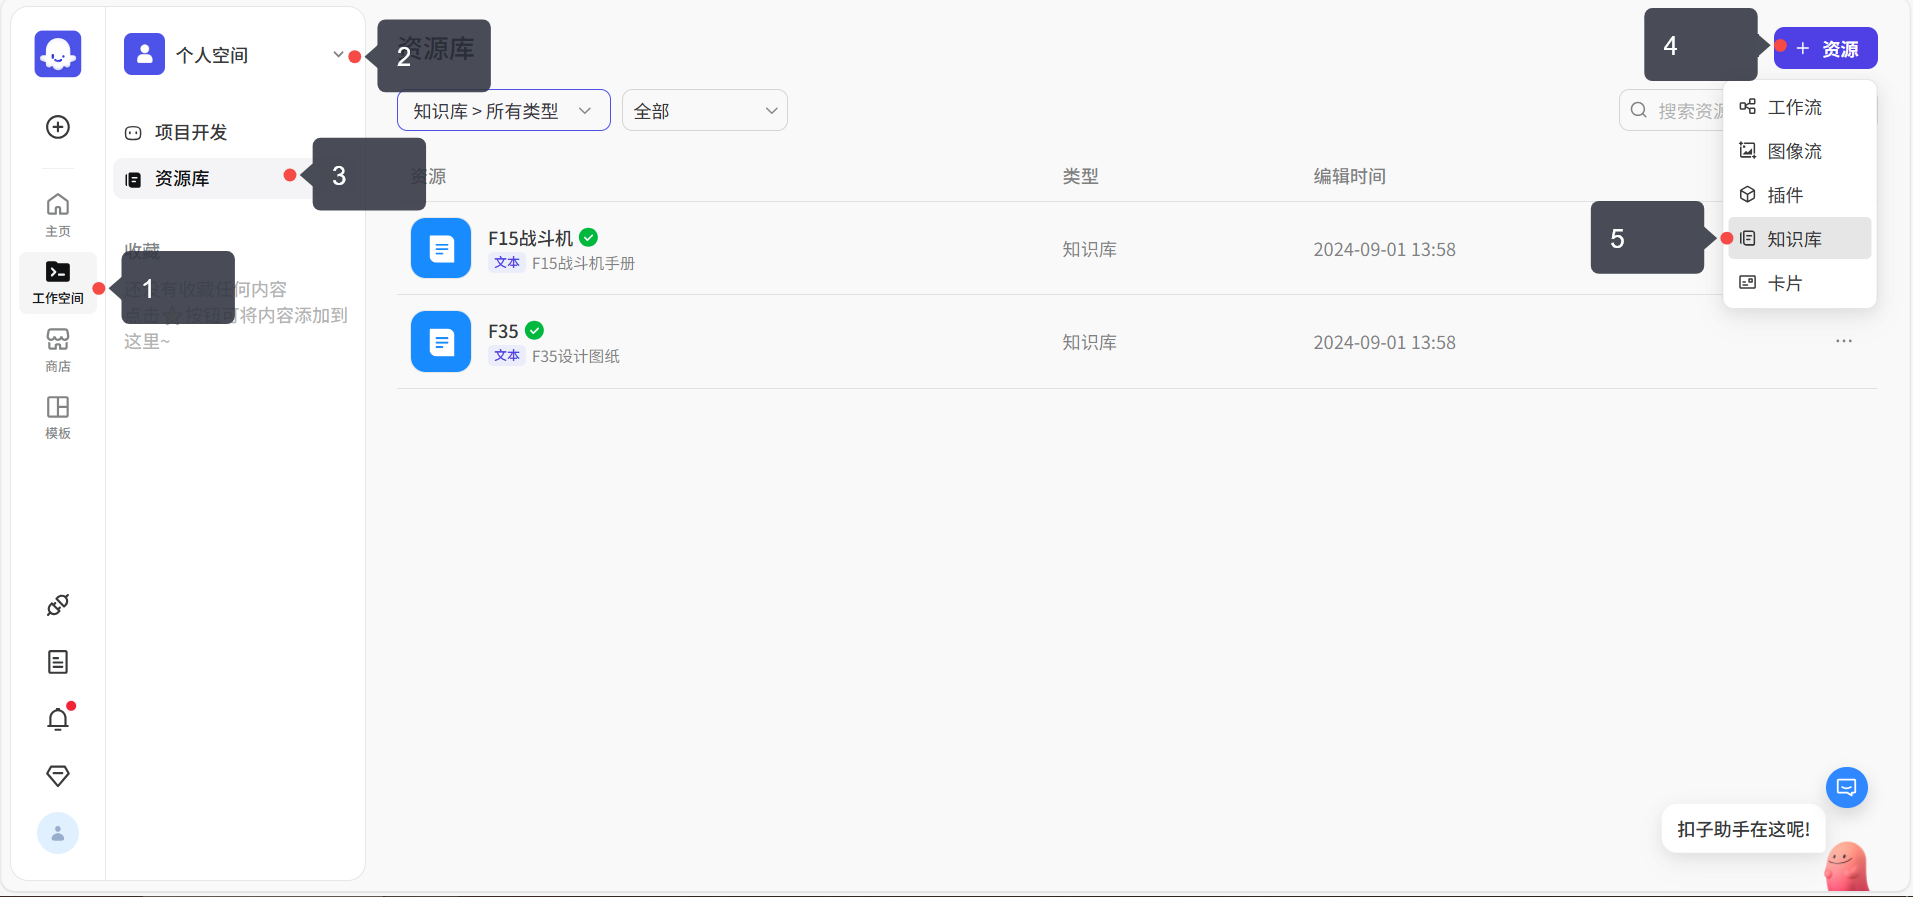 主页
工作空间
商店
模板
个人空间
项目开发
资源库
收藏
还没有收藏任何内容
点击☆按钮可将内容添加到
这里~
1
2
3
4
5
资源库
+ 资源
知识库 > 所有类型
全部
搜索资源
资源
类型
编辑时间
F15战斗机
文本 F15战斗机手册
知识库
2024-09-01 13:58
F35
文本 F35设计图纸
知识库
2024-09-01 13:58
···
工作流
图像流
插件
知识库
卡片
扣子助手在这呢!